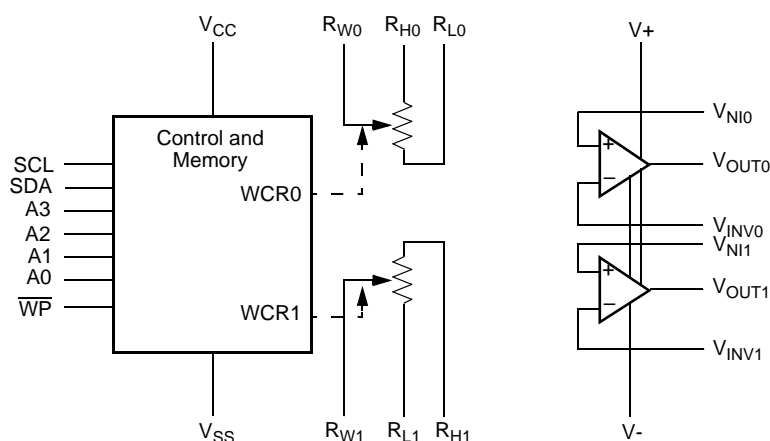 VCC
RW0 RH0 RL0
V+
Control and
Memory
SCL
SDA
A3
A2
A1
A0
WP
WCR0
WCR1
VNI0
+
VOUT0
−
VINV0
VNI1
+
VOUT1
−
VINV1
VSS
RW1 RL1 RH1
V-